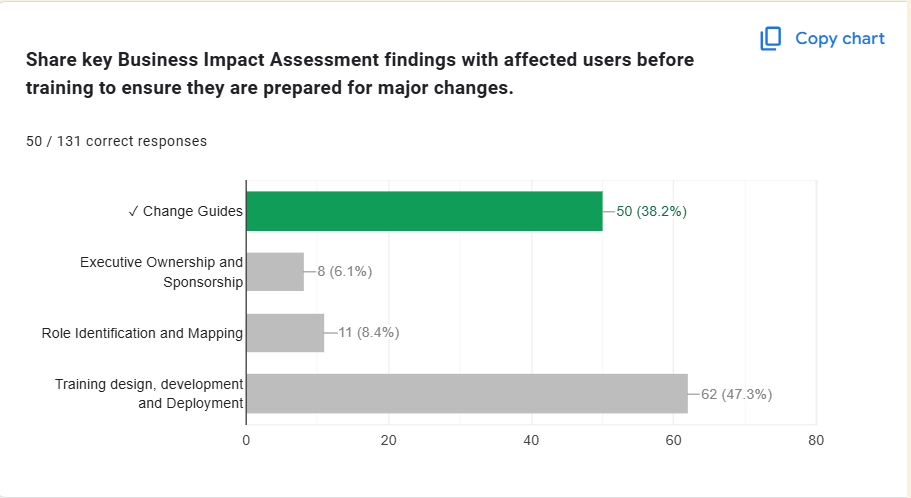 Copy chart
Share key Business Impact Assessment findings with affected users before
training to ensure they are prepared for major changes.
50 / 131 correct responses
✓ Change Guides
50 (38.2%)
Executive Ownership and
Sponsorship
8 (6.1%)
Role Identification and Mapping
11 (8.4%)
Training design, development
and Deployment
62 (47.3%)
0 20 40 60 80